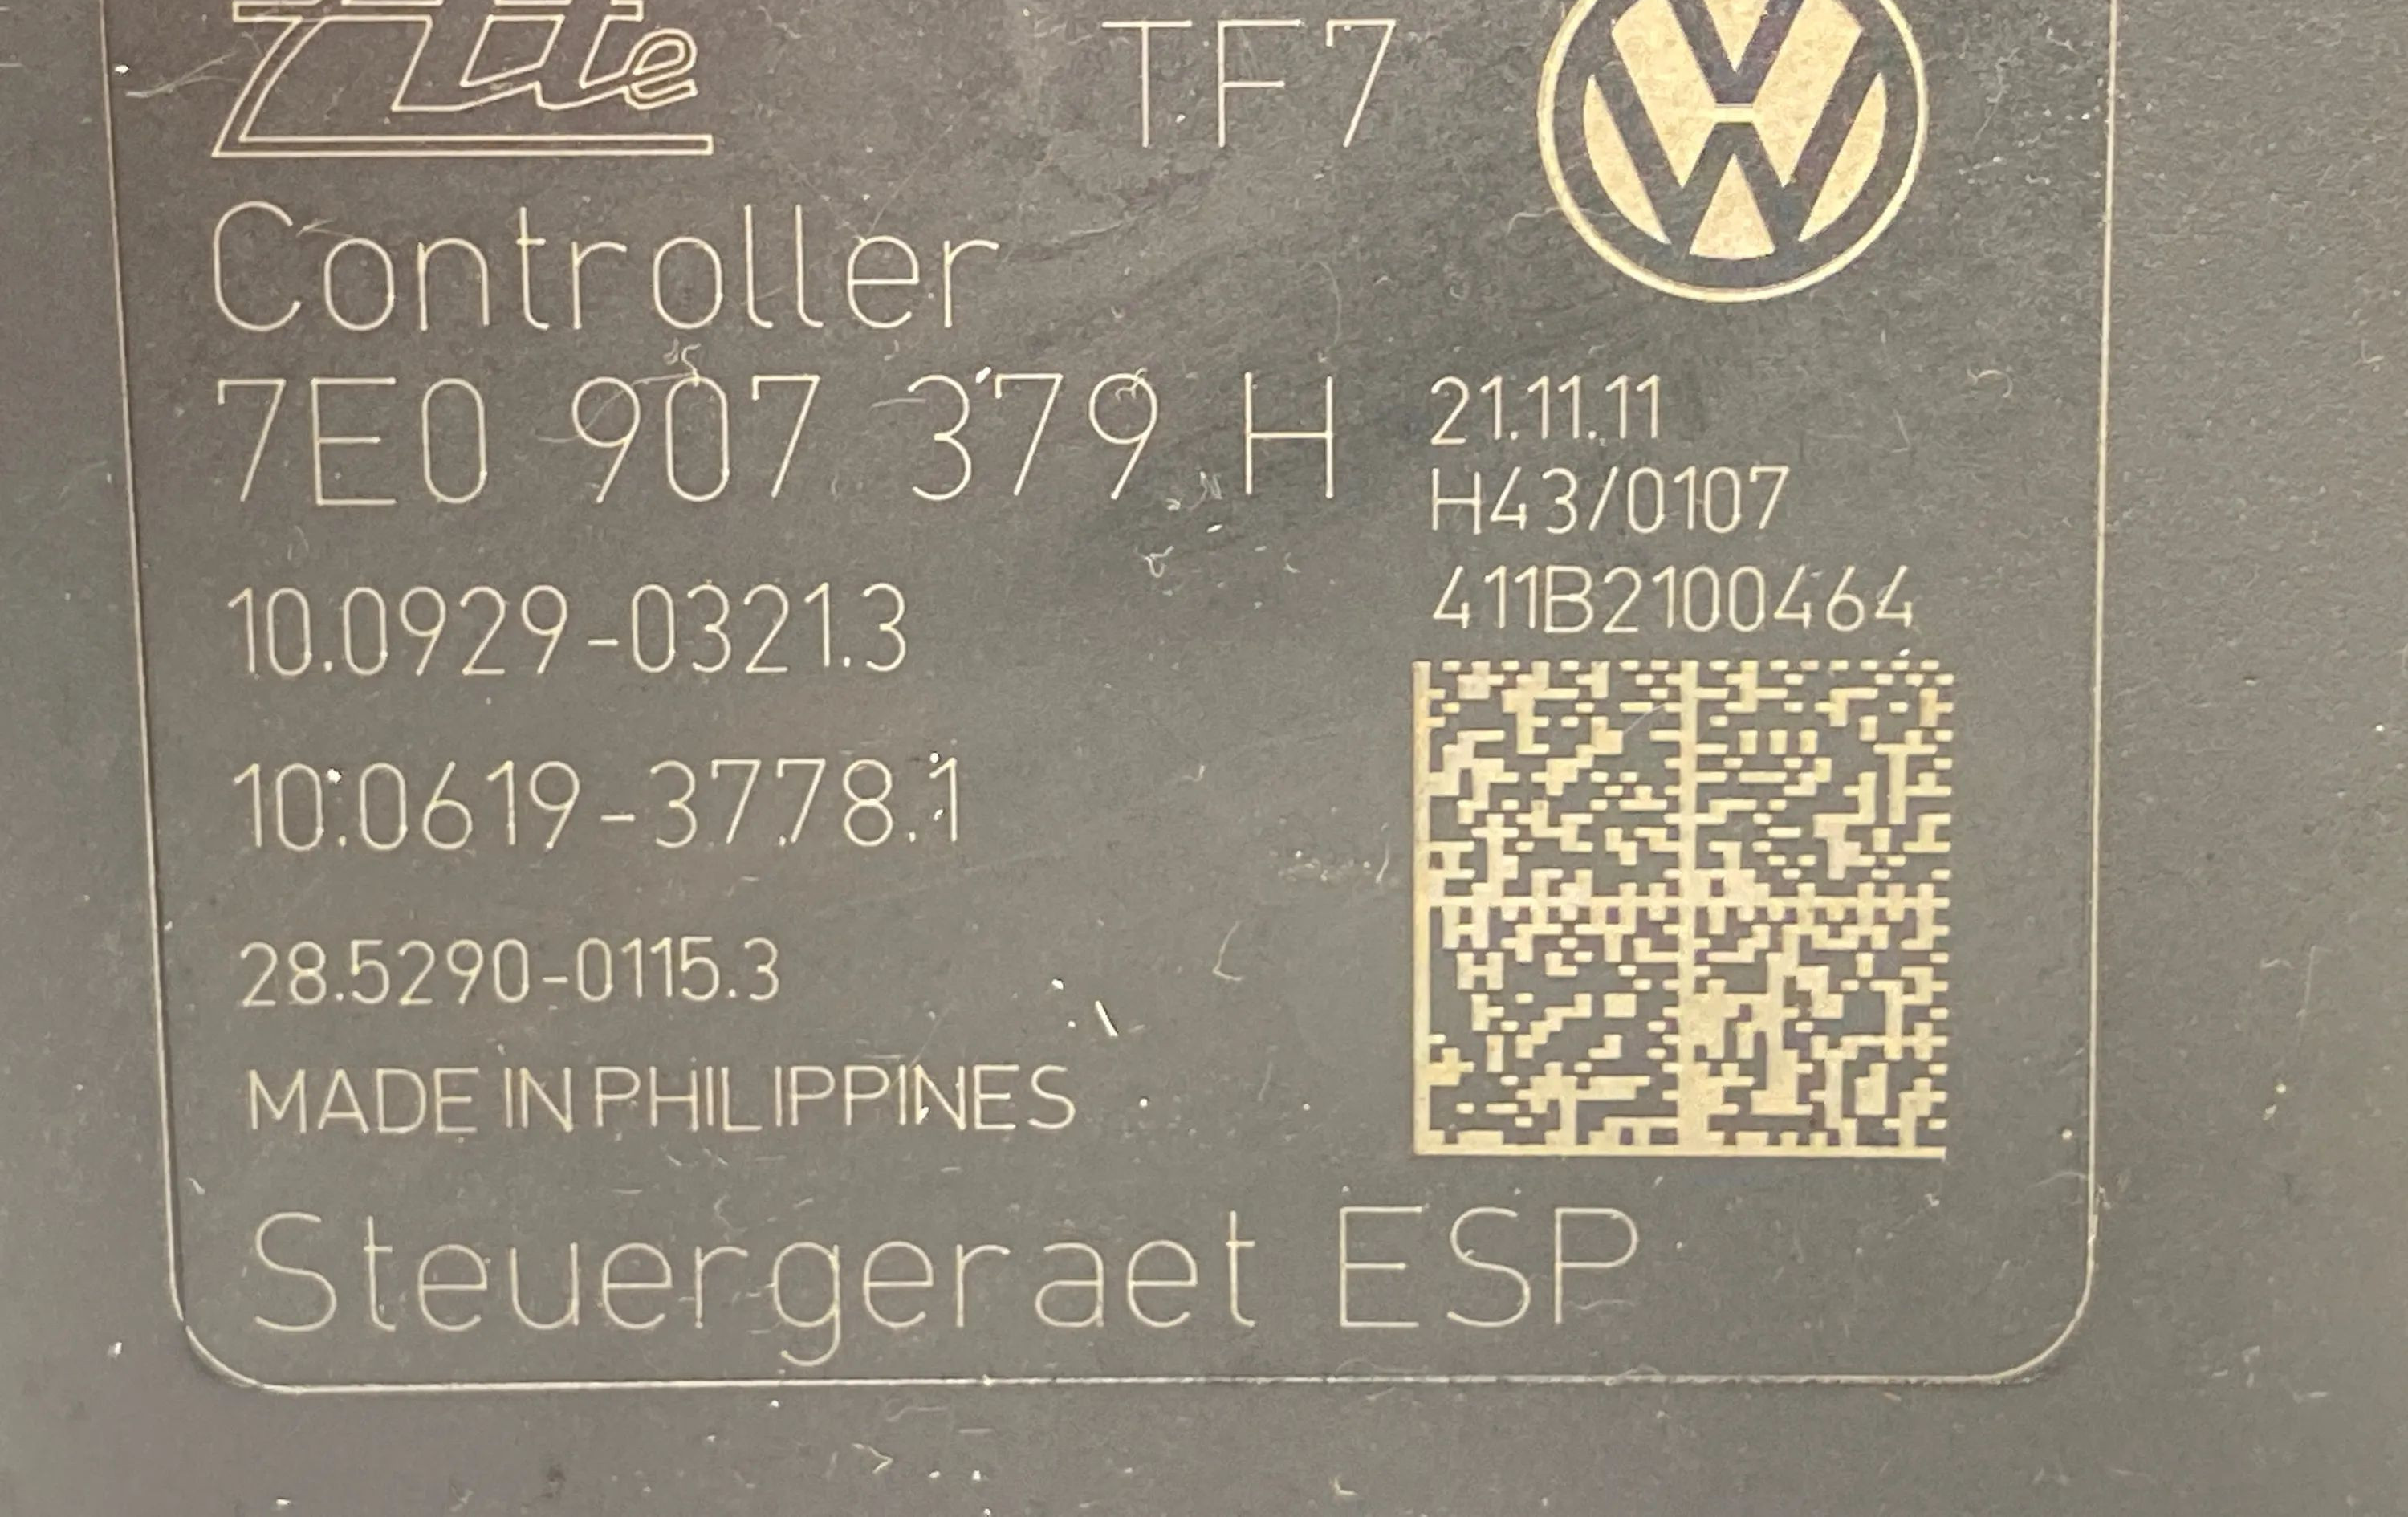 Ate TF7
Controller
7E0 907 379 H
21.11.11
H43/0107
411B2100464
10.0929-0321.3
10.0619-3778.1
28.5290-0115.3
MADE IN PHILIPPINES
Steuergeraet ESP